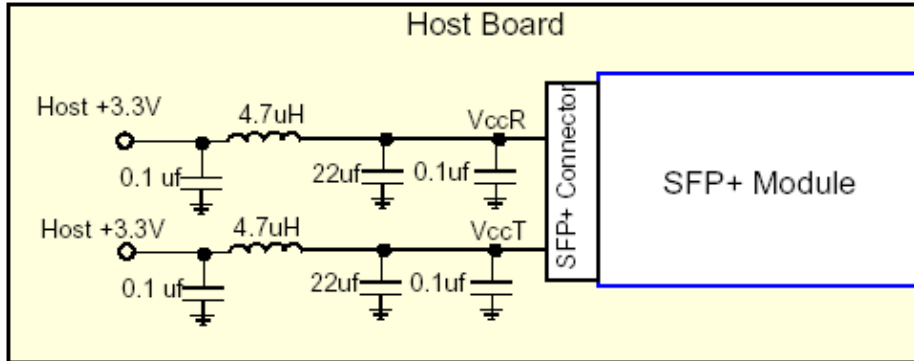 Host Board
Host +3.3V
4.7uH
VccR
0.1 uf
22uf
0.1uf
Host +3.3V
4.7uH
VccT
0.1 uf
22uf
0.1uf
SFP+ Connector
SFP+ Module